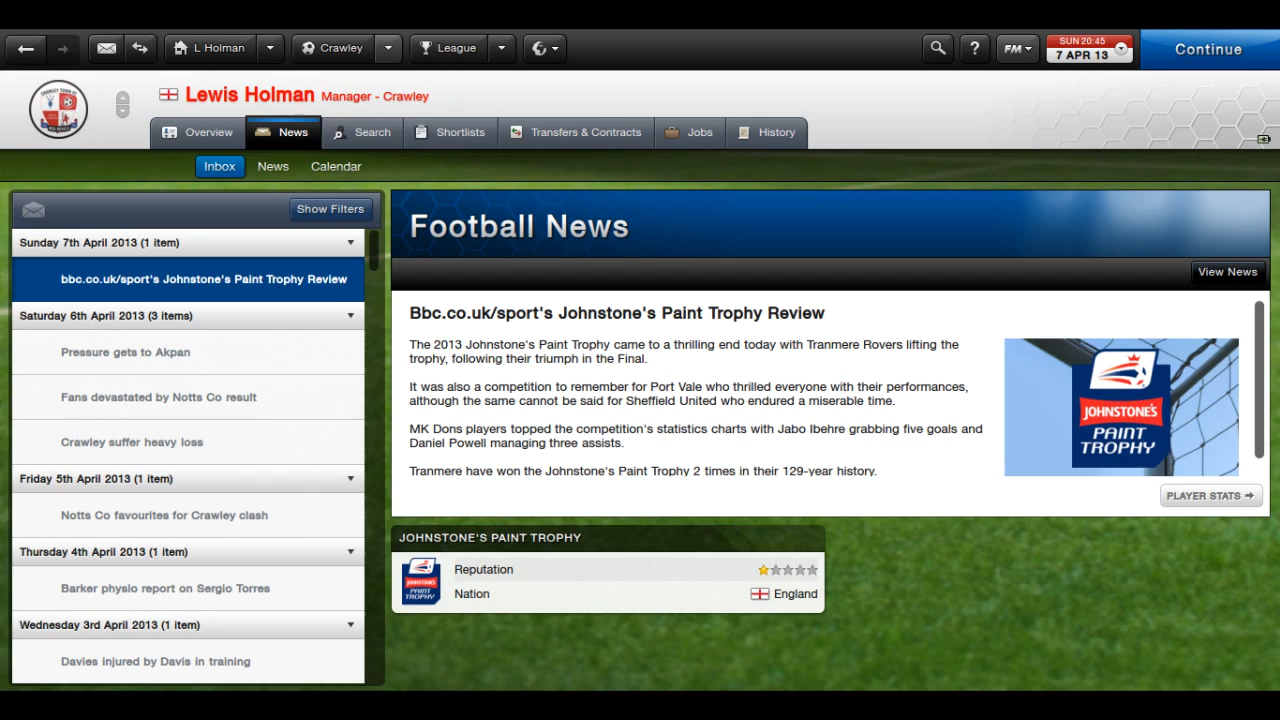 L Holman
Crawley
League
?
FM
SUN 20:45
7 APR 13
Continue
CRAWLEY TOWN FC
Lewis Holman Manager - Crawley
Overview
News
Search
Shortlists
Transfers & Contracts
Jobs
History
Inbox
News
Calendar
Show Filters
Sunday 7th April 2013 (1 item)
bbc.co.uk/sport's Johnstone's Paint Trophy Review
Saturday 6th April 2013 (3 items)
Pressure gets to Akpan
Fans devastated by Notts Co result
Crawley suffer heavy loss
Friday 5th April 2013 (1 item)
Notts Co favourites for Crawley clash
Thursday 4th April 2013 (1 item)
Barker physio report on Sergio Torres
Wednesday 3rd April 2013 (1 item)
Davies injured by Davis in training
Football News
View News
Bbc.co.uk/sport's Johnstone's Paint Trophy Review
The 2013 Johnstone's Paint Trophy came to a thrilling end today with Tranmere Rovers lifting the
trophy, following their triumph in the Final.
It was also a competition to remember for Port Vale who thrilled everyone with their performances,
although the same cannot be said for Sheffield United who endured a miserable time.
MK Dons players topped the competition's statistics charts with Jabo Ibehre grabbing five goals and
Daniel Powell managing three assists.
Tranmere have won the Johnstone's Paint Trophy 2 times in their 129-year history.
JOHNSTONE'S
PAINT
TROPHY
PLAYER STATS
JOHNSTONE'S PAINT TROPHY
JOHNSTONE'S
PAINT
TROPHY
Reputation
Nation
England